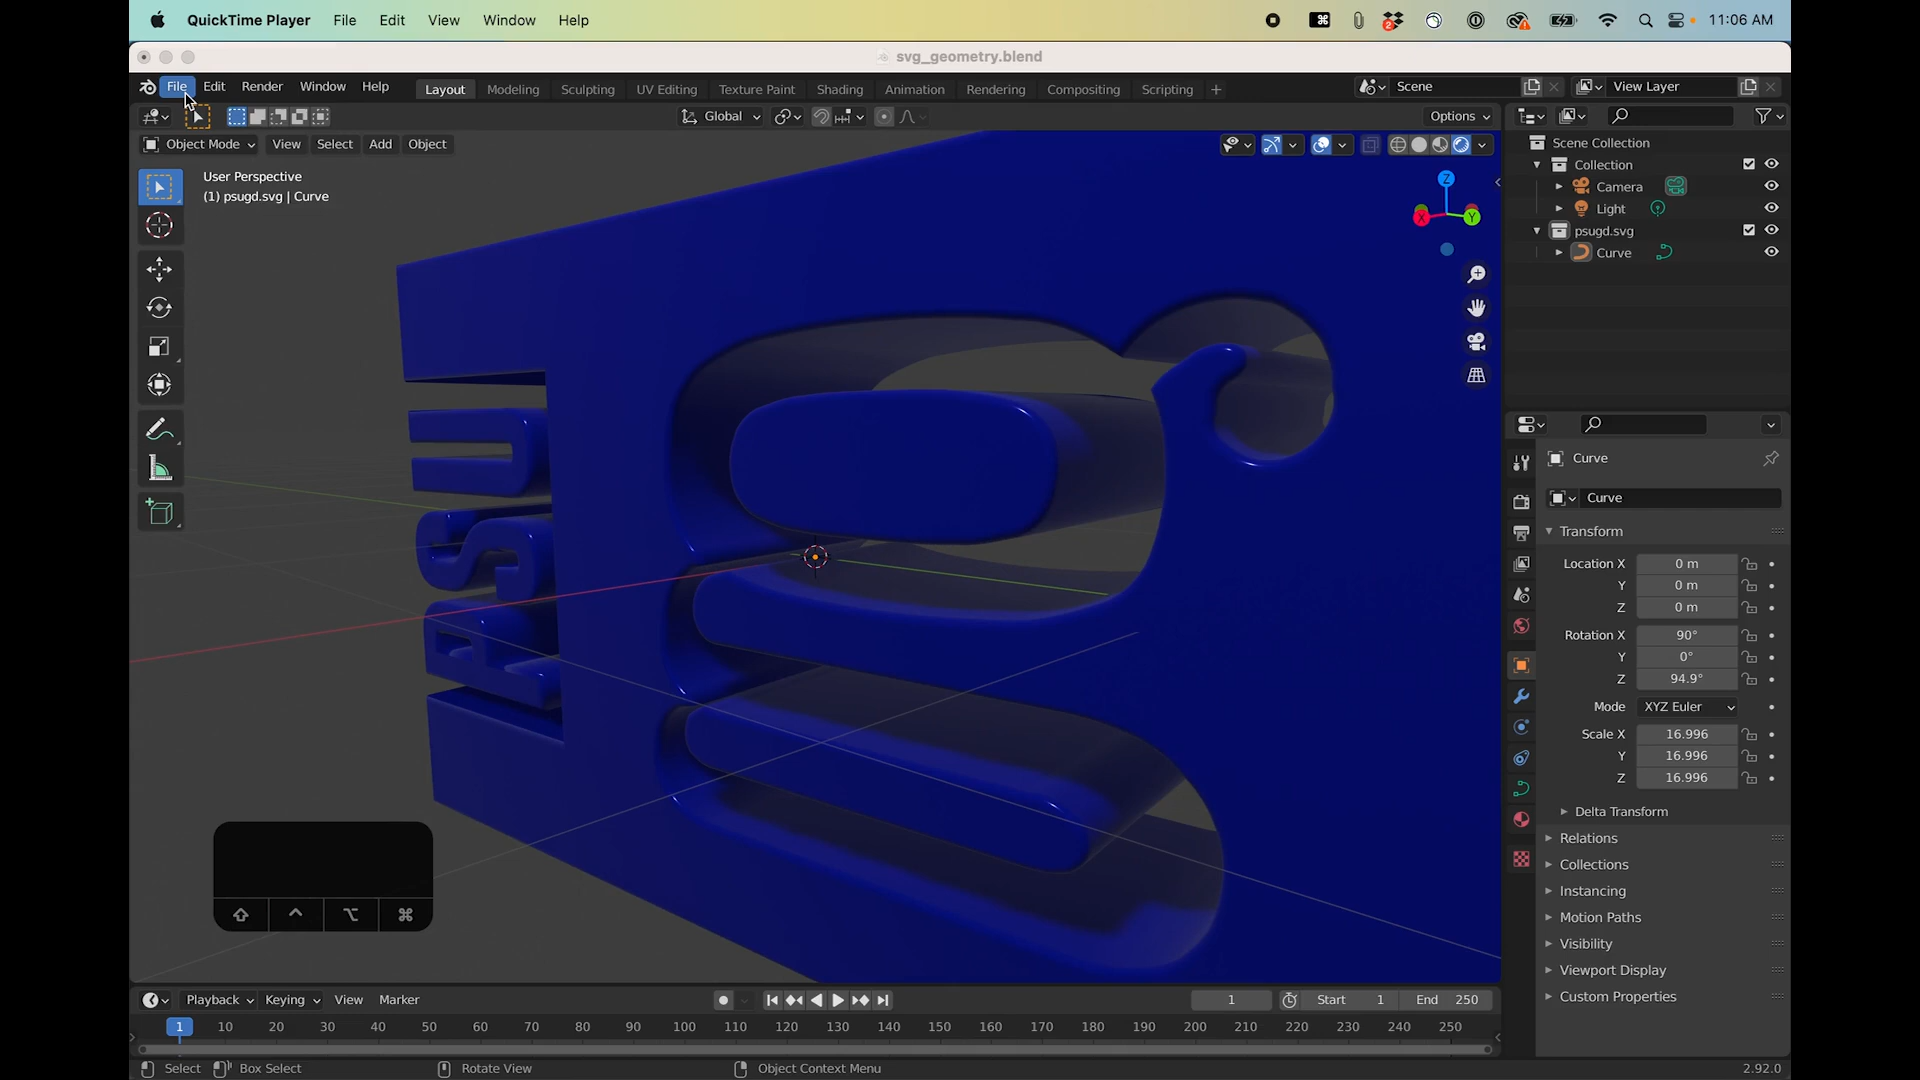 QuickTime Player File Edit View Window Help 2 11:06 AM
svg_geometry.blend
File Edit Render Window Help Layout Modeling Sculpting UV Editing Texture Paint Shading Animation Rendering Compositing Scripting + Scene View Layer
Global Options
Object Mode View Select Add Object
User Perspective
(1) psugd.svg | Curve
Z
X Y
PSU
gd
Scene Collection
Collection
Camera
Light
psugd.svg
Curve
Curve
Curve
Transform
Location X 0 m
Y 0 m
Z 0 m
Rotation X 90°
Y 0°
Z 94.9°
Mode XYZ Euler
Scale X 16.996
Y 16.996
Z 16.996
Delta Transform
Relations
Collections
Instancing
Motion Paths
Visibility
Viewport Display
Custom Properties
Playback Keying View Marker 1 Start 1 End 250
1 10 20 30 40 50 60 70 80 90 100 110 120 130 140 150 160 170 180 190 200 210 220 230 240 250
Select Box Select Rotate View Object Context Menu 2.92.0